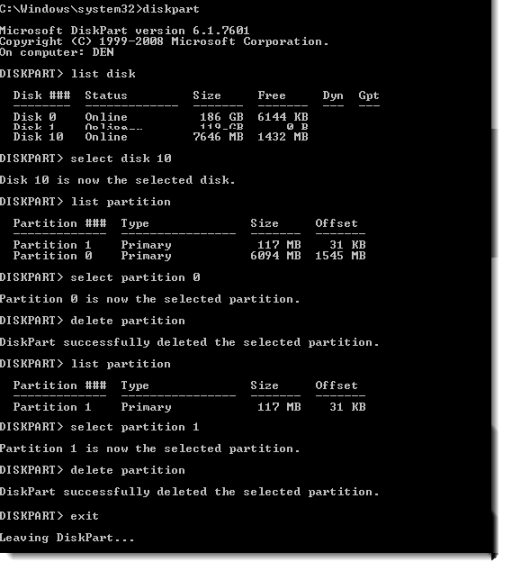 C:\Windows\system32>diskpart
Microsoft DiskPart version 6.1.7601
Copyright (C) 1999-2008 Microsoft Corporation.
On computer: DEN
DISKPART> list disk
Disk ### Status Size Free Dyn Gpt
-------- ------------- ------- ------- --- ---
Disk 0 Online 186 GB 6144 KB
Disk 1 Online 119 GB 0 B
Disk 10 Online 7646 MB 1432 MB
DISKPART> select disk 10
Disk 10 is now the selected disk.
DISKPART> list partition
Partition ### Type Size Offset
------------- ---------------- ------- -------
Partition 1 Primary 117 MB 31 KB
Partition 0 Primary 6094 MB 1545 MB
DISKPART> select partition 0
Partition 0 is now the selected partition.
DISKPART> delete partition
DiskPart successfully deleted the selected partition.
DISKPART> list partition
Partition ### Type Size Offset
------------- ---------------- ------- -------
Partition 1 Primary 117 MB 31 KB
DISKPART> select partition 1
Partition 1 is now the selected partition.
DISKPART> delete partition
DiskPart successfully deleted the selected partition.
DISKPART> exit
Leaving DiskPart...